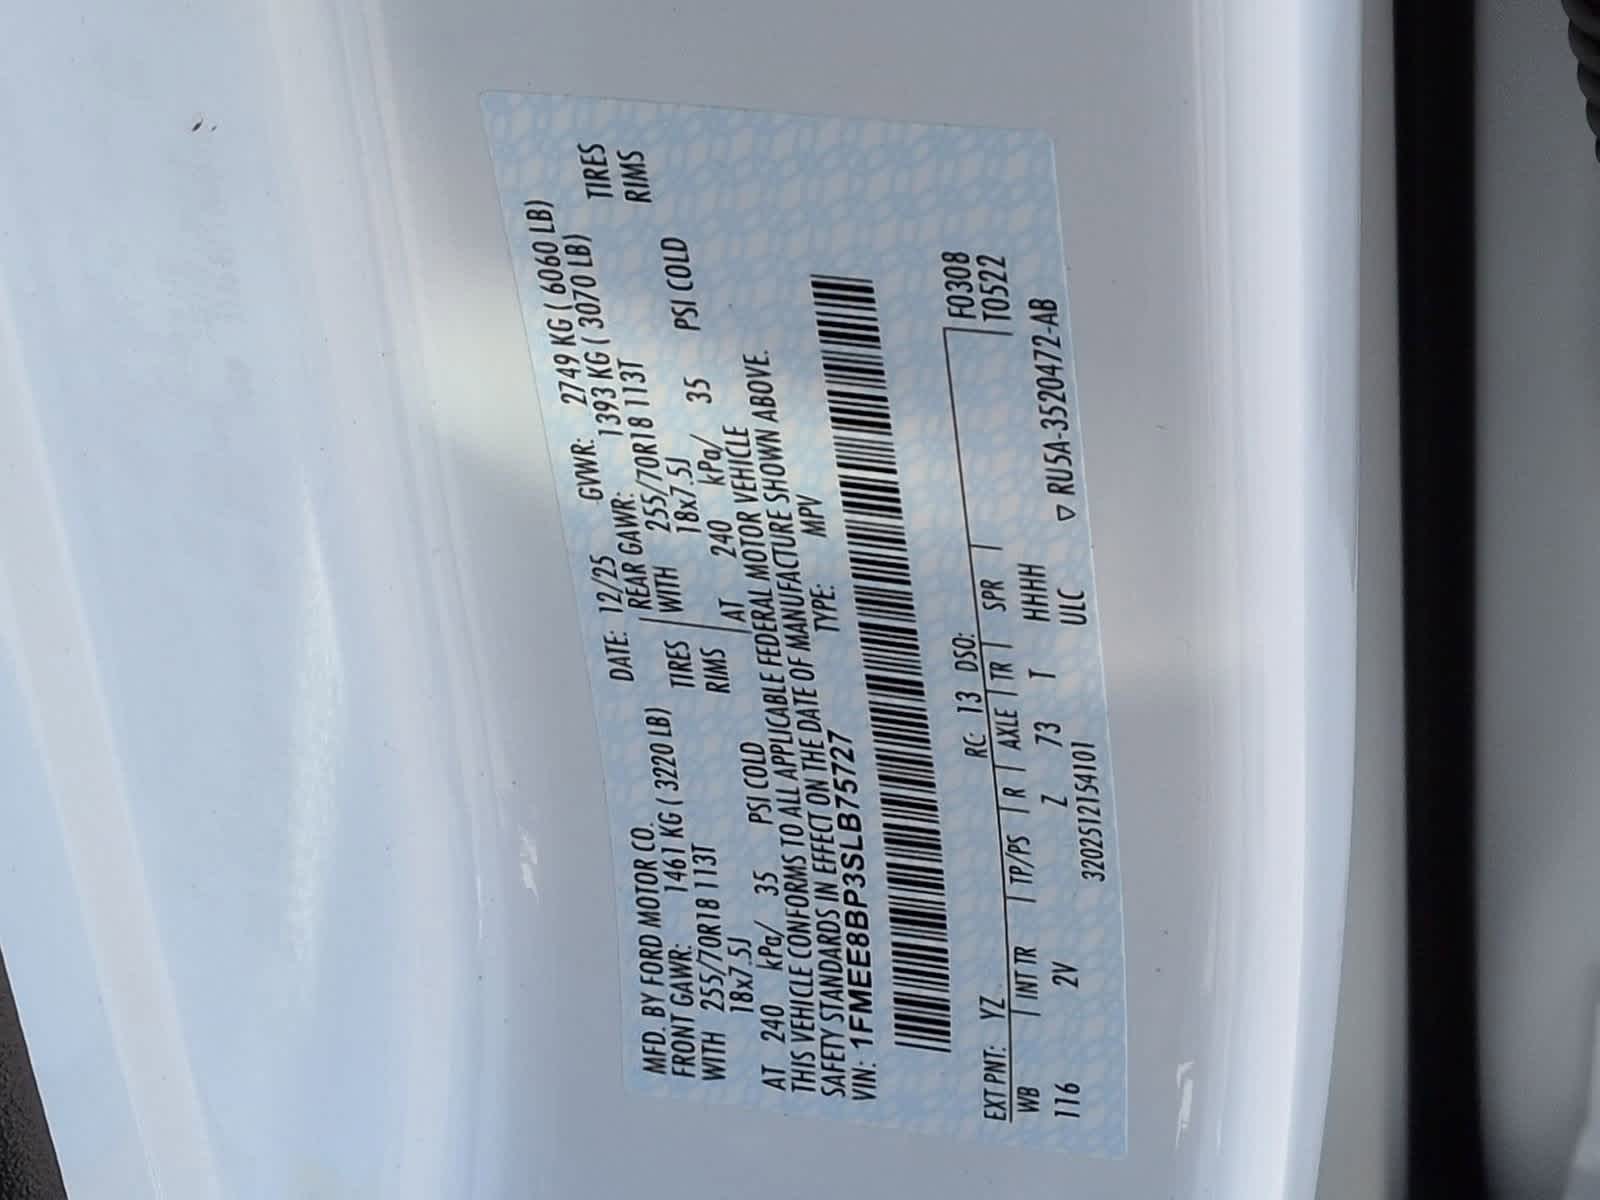 MFD. BY FORD MOTOR CO.
DATE: 12/25 GVWR: 2749 KG ( 6060 LB)
FRONT GAWR: 1461 KG ( 3220 LB) REAR GAWR: 1393 KG ( 3070 LB)
WITH 255/70R18 113T TIRES WITH 255/70R18 113T TIRES
18x7.5J RIMS 18x7.5J RIMS
AT 240 kPa/ 35 PSI COLD AT 240 kPa/ 35 PSI COLD
THIS VEHICLE CONFORMS TO ALL APPLICABLE FEDERAL MOTOR VEHICLE
SAFETY STANDARDS IN EFFECT ON THE DATE OF MANUFACTURE SHOWN ABOVE.
VIN: 1FMEE8BP3SLB75727 TYPE: MPV
EXT PNT: YZ RC: 13 DSO: F0308
WB INT TR TP/PS R AXLE TR SPR T0522
116 2V Z 73 T HHHH
3202512154101 ULC ▽ RU5A-3520472-AB